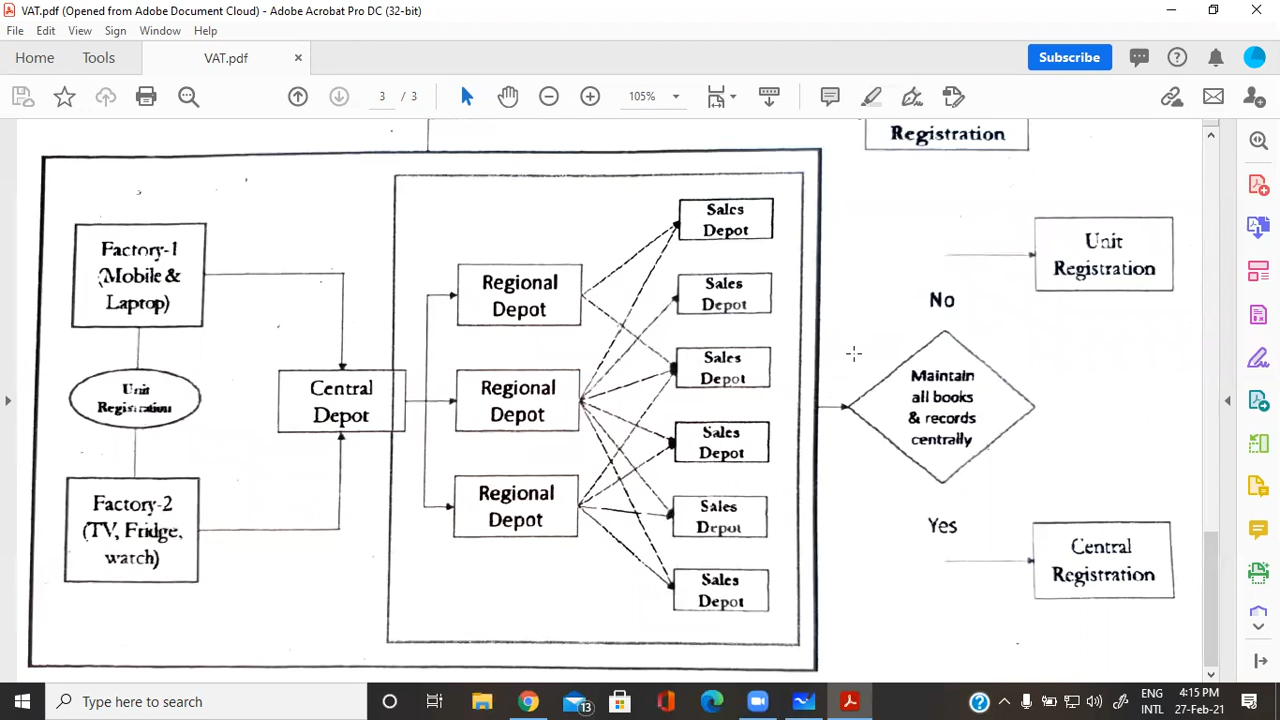 VAT.pdf (Opened from Adobe Document Cloud) - Adobe Acrobat Pro DC (32-bit)
File Edit View Sign Window Help
Home Tools VAT.pdf × Subscribe
3 / 3 105%
Registration
Factory-1
(Mobile &
Laptop)
Unit
Registration
Factory-2
(TV, Fridge,
watch)
Central
Depot
Regional
Depot
Regional
Depot
Regional
Depot
Sales
Depot
Sales
Depot
Sales
Depot
Sales
Depot
Sales
Depot
Sales
Depot
Unit
Registration
No
Maintain
all books
& records
centrally
Yes
Central
Registration
Type here to search
13
ENG
INTL
4:15 PM
27-Feb-21